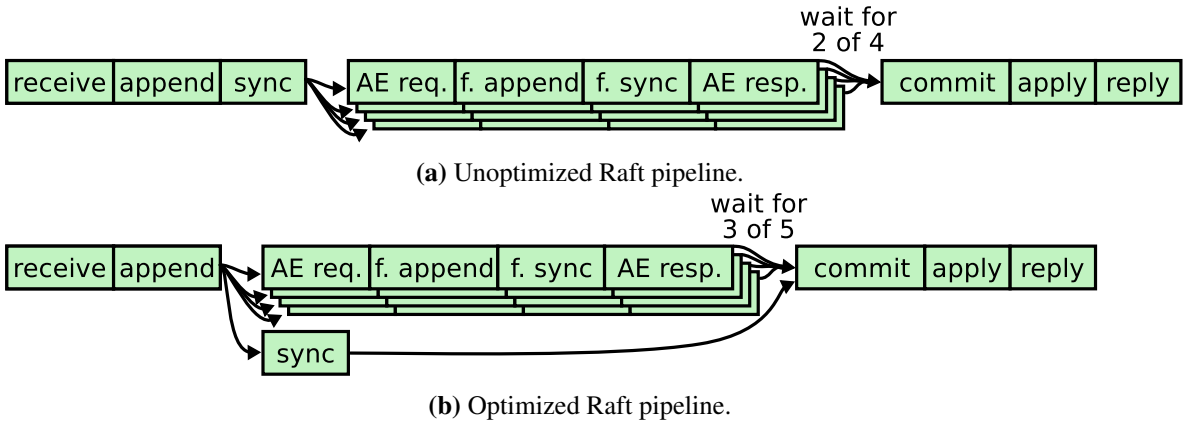 wait for
2 of 4
receive append sync AE req. f. append f. sync AE resp. commit apply reply
(a) Unoptimized Raft pipeline.
wait for
3 of 5
receive append AE req. f. append f. sync AE resp. commit apply reply
sync
(b) Optimized Raft pipeline.